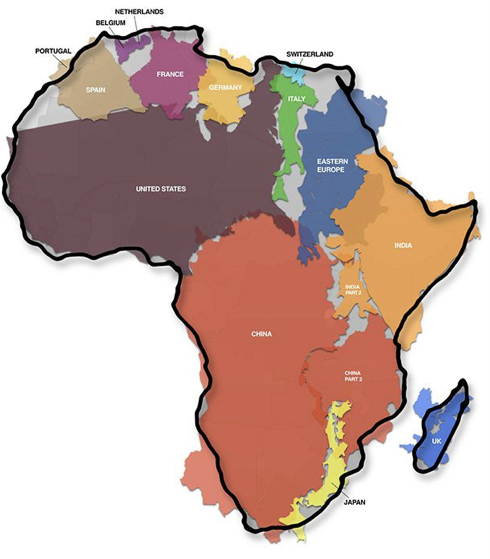 NETHERLANDS
BELGIUM
PORTUGAL
SWITZERLAND
FRANCE
SPAIN
GERMANY
ITALY
EASTERN
EUROPE
UNITED STATES
INDIA
INDIA
PART 2
CHINA
CHINA
PART 2
UK
JAPAN